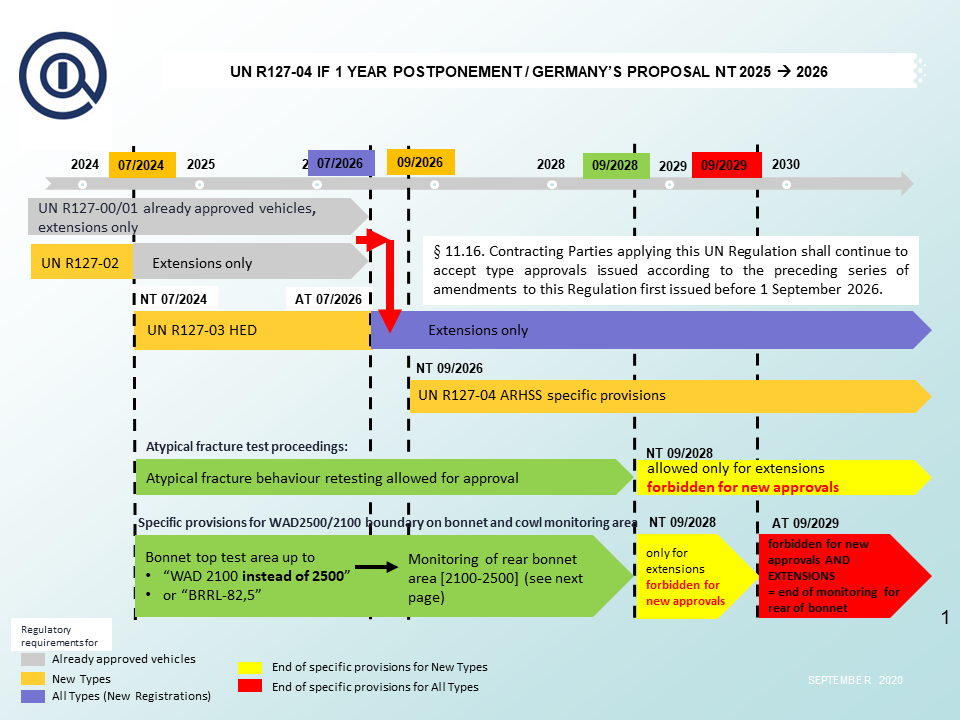 UN R127-04 IF 1 YEAR POSTPONEMENT / GERMANY'S PROPOSAL NT 2025 → 2026
2024
07/2024
2025
2
07/2026
09/2026
2028
09/2028
2029
09/2029
2030
UN R127-00/01 already approved vehicles,
extensions only
UN R127-02
Extensions only
§ 11.16. Contracting Parties applying this UN Regulation shall continue to
accept type approvals issued according to the preceding series of
amendments to this Regulation first issued before 1 September 2026.
NT 07/2024
AT 07/2026
UN R127-03 HED
Extensions only
NT 09/2026
UN R127-04 ARHSS specific provisions
Atypical fracture test proceedings:
NT 09/2028
Atypical fracture behaviour retesting allowed for approval
allowed only for extensions
forbidden for new approvals
Specific provisions for WAD2500/2100 boundary on bonnet and cowl monitoring area
NT 09/2028
AT 09/2029
Bonnet top test area up to
• "WAD 2100 instead of 2500"
• or "BRRL-82,5"
Monitoring of rear bonnet
area [2100-2500] (see next
page)
only for
extensions
forbidden for
new approvals
forbidden for new
approvals AND
EXTENSIONS
= end of monitoring for
rear of bonnet
1
Regulatory
requirements for
Already approved vehicles
New Types
All Types (New Registrations)
End of specific provisions for New Types
End of specific provisions for All Types
SEPTEMBER 2020